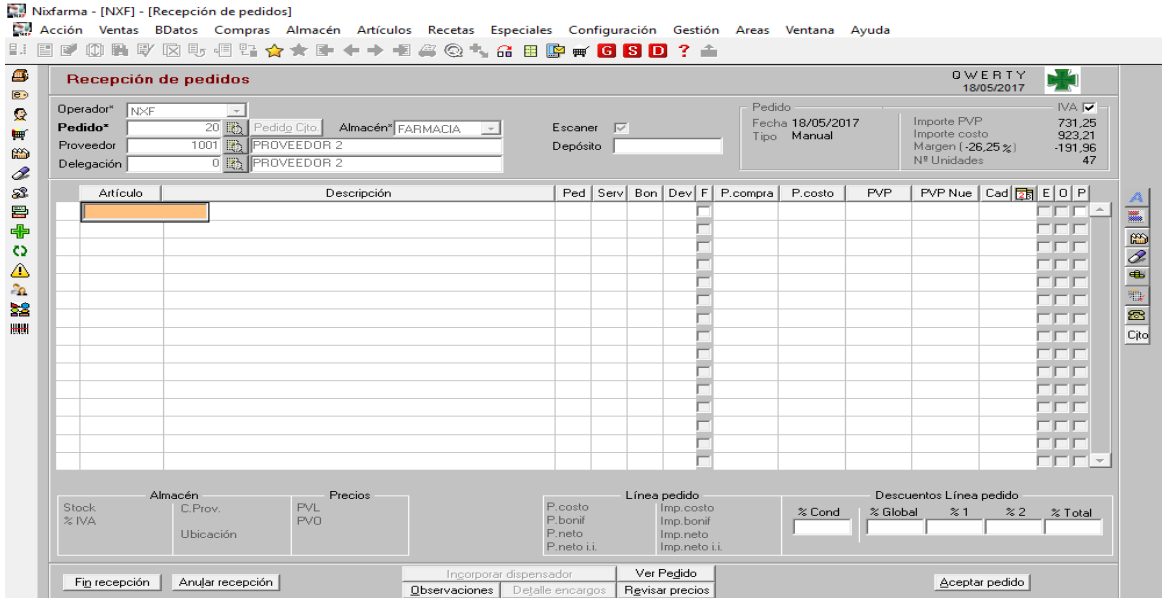 Nixfarma - [NXF] - [Recepción de pedidos]
Acción Ventas BDatos Compras Almacén Artículos Recetas Especiales Configuración Gestión Areas Ventana Ayuda
G S D ?
Recepción de pedidos
QWERTY
18/05/2017
Operador* NXF
Pedido* 20 Pedido Cito. Almacén* FARMACIA
Proveedor 1001 PROVEEDOR 2
Delegación 0 PROVEEDOR 2
Escaner
Depósito
Pedido
Fecha 18/05/2017
Tipo Manual
IVA
Importe PVP 731,25
Importe costo 923,21
Margen (-26,25 %) -191,96
Nº Unidades 47
Artículo Descripción Ped Serv Bon Dev F P.compra P.costo PVP PVP Nue Cad E O P
A
Cjto
Almacén
Stock C.Prov.
% IVA
Ubicación
Precios
PVL
PVO
Línea pedido
P.costo Imp.costo
P.bonif Imp.bonif
P.neto Imp.neto
P.neto i.i. Imp.neto i.i.
Descuentos Línea pedido
% Cond % Global % 1 % 2 % Total
Fin recepción Anular recepción
Incorporar dispensador Ver Pedido
Observaciones Detalle encargos Revisar precios
Aceptar pedido